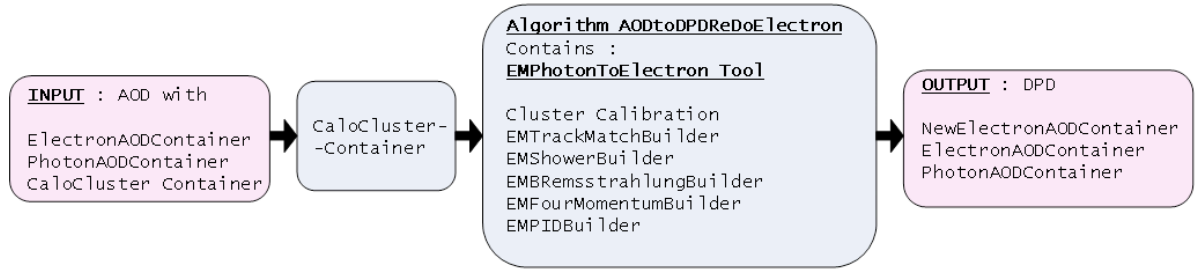 INPUT : AOD with
ElectronAODContainer
PhotonAODContainer
CaloCluster Container
CaloCluster-
-Container
Algorithm AODtoDPDReDoElectron
Contains :
EMPhotonToElectron Tool
Cluster Calibration
EMTrackMatchBuilder
EMShowerBuilder
EMBRemsstrahlungBuilder
EMFourMomentumBuilder
EMPIDBuilder
OUTPUT : DPD
NewElectronAODContainer
ElectronAODContainer
PhotonAODContainer